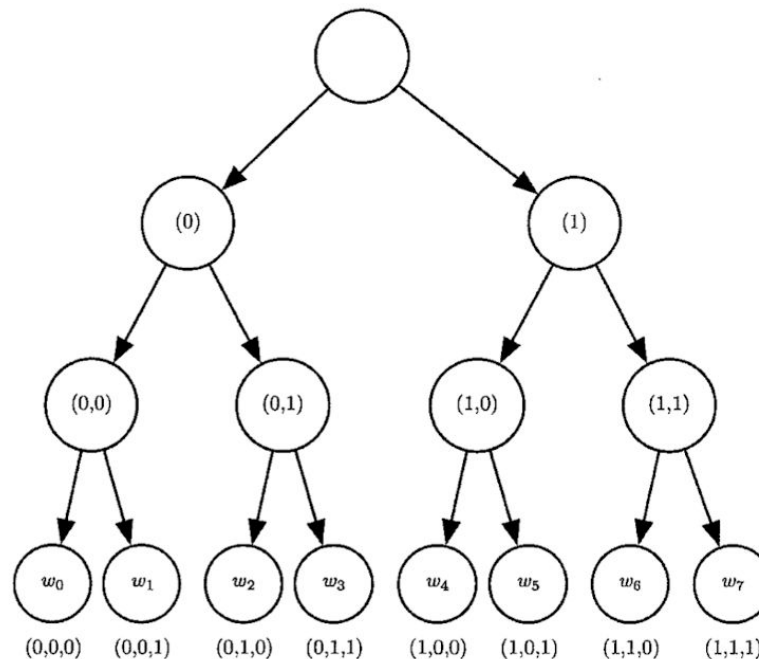 (0) (1)
(0,0) (0,1) (1,0) (1,1)
w₀ w₁ w₂ w₃ w₄ w₅ w₆ w₇
(0,0,0) (0,0,1) (0,1,0) (0,1,1) (1,0,0) (1,0,1) (1,1,0) (1,1,1)